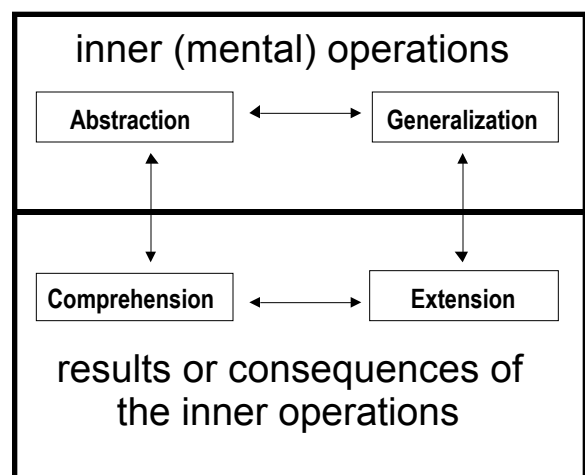 inner (mental) operations
Abstraction
Generalization
Comprehension
Extension
results or consequences of
the inner operations